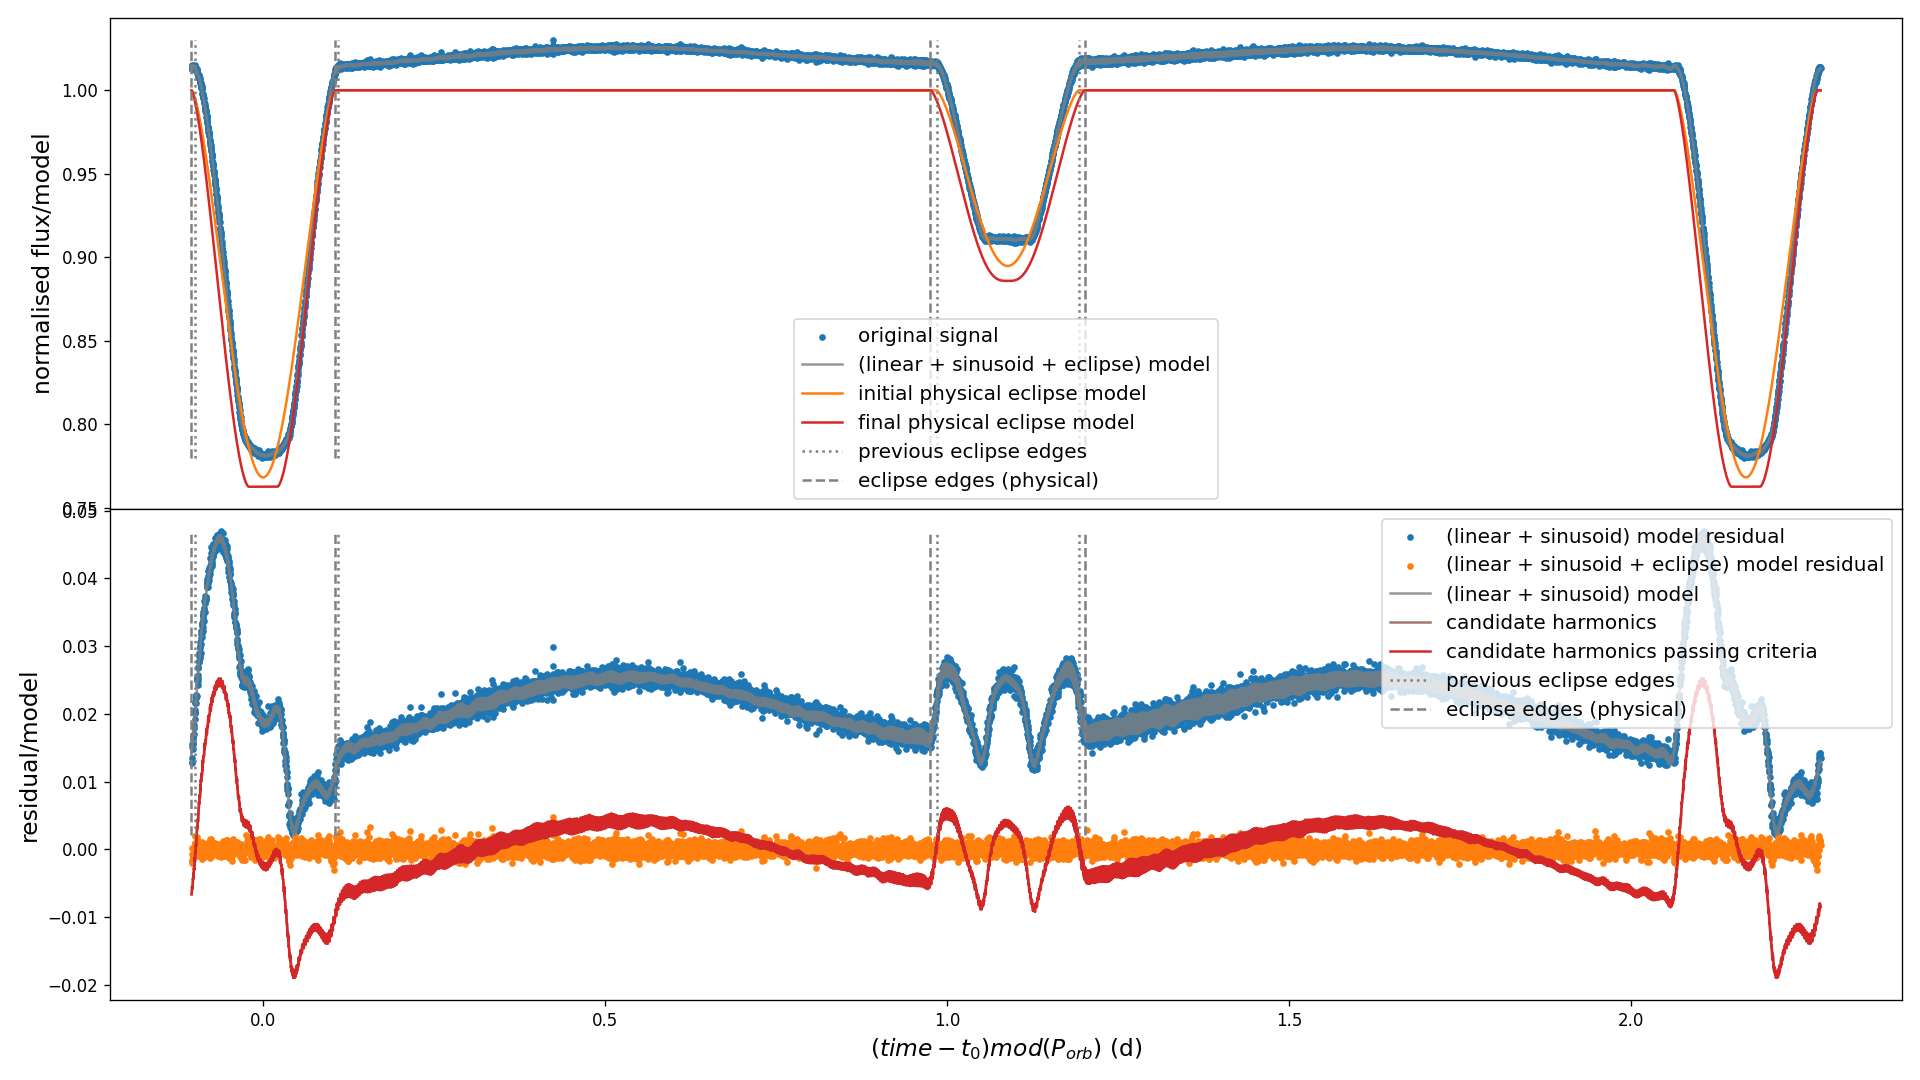 normalised flux/model
1.00
0.95
0.90
0.85
0.80
0.75
original signal
(linear + sinusoid + eclipse) model
initial physical eclipse model
final physical eclipse model
previous eclipse edges
eclipse edges (physical)
residual/model
0.05
0.04
0.03
0.02
0.01
0.00
−0.01
−0.02
(linear + sinusoid) model residual
(linear + sinusoid + eclipse) model residual
(linear + sinusoid) model
candidate harmonics
candidate harmonics passing criteria
previous eclipse edges
eclipse edges (physical)
0.0 0.5 1.0 1.5 2.0
(time − t₀)mod(P_orb) (d)